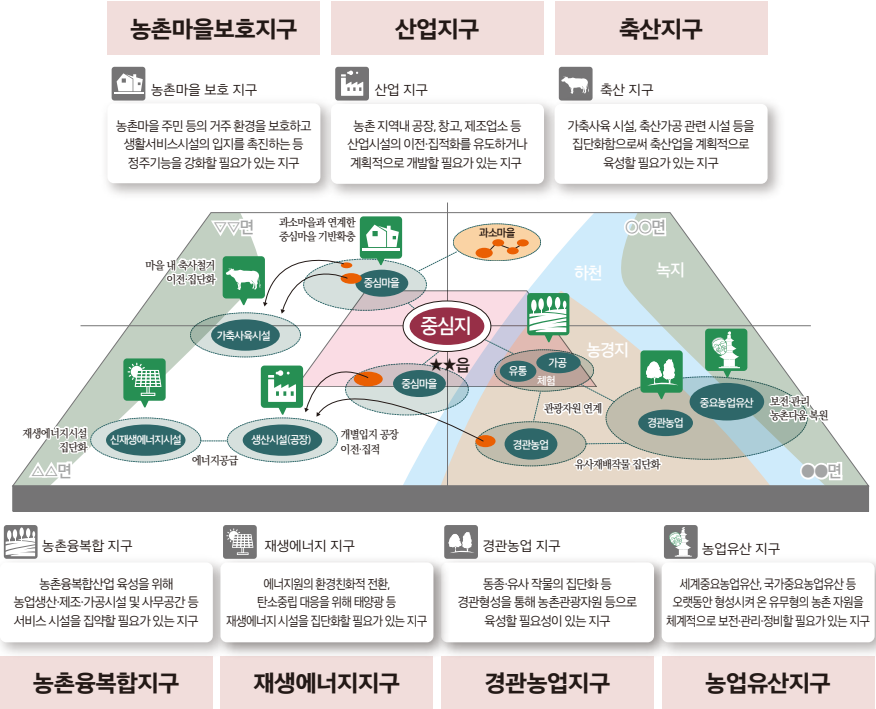 농촌마을보호지구
산업지구
축산지구
농촌마을 보호 지구
산업 지구
축산 지구
농촌마을 주민 등의 거주 환경을 보호하고
생활서비스시설의 입지를 촉진하는 등
정주기능을 강화할 필요가 있는 지구
농촌 지역내 공장, 창고, 제조업소 등
산업시설의 이전·집적화를 유도하거나
계획적으로 개발할 필요가 있는 지구
가축사육 시설, 축산가공 관련 시설 등을
집단화함으로써 축산업을 계획적으로
육성할 필요가 있는 지구
▽▽면
과소마을과 연계한
중심마을 기반확충
과소마을
○○면
마을 내 축사철거
이전·집단화
중심마을
하천
녹지
가축사육시설
중심지
농경지
★★읍
중심마을
유통
가공
체험
관광자원 연계
중요농업유산
보전·관리
농촌다움 복원
경관농업
재생에너지시설
집단화
신재생에너지시설
에너지공급
생산시설(공장)
개별입지 공장
이전·집적
경관농업
유사재배작물 집단화
△△면
●●면
농촌융복합 지구
재생에너지 지구
경관농업 지구
농업유산 지구
농촌융복합산업 육성을 위해
농업생산·제조·가공시설 및 사무공간 등
서비스 시설을 집약할 필요가 있는 지구
에너지원의 환경친화적 전환,
탄소중립 대응을 위해 태양광 등
재생에너지 시설을 집단화할 필요가 있는 지구
동종·유사 작물의 집단화 등
경관형성을 통해 농촌관광자원 등으로
육성할 필요성이 있는 지구
세계중요농업유산, 국가중요농업유산 등
오랫동안 형성시켜 온 유무형의 농촌 자원을
체계적으로 보전·관리·정비할 필요가 있는 지구
농촌융복합지구
재생에너지지구
경관농업지구
농업유산지구